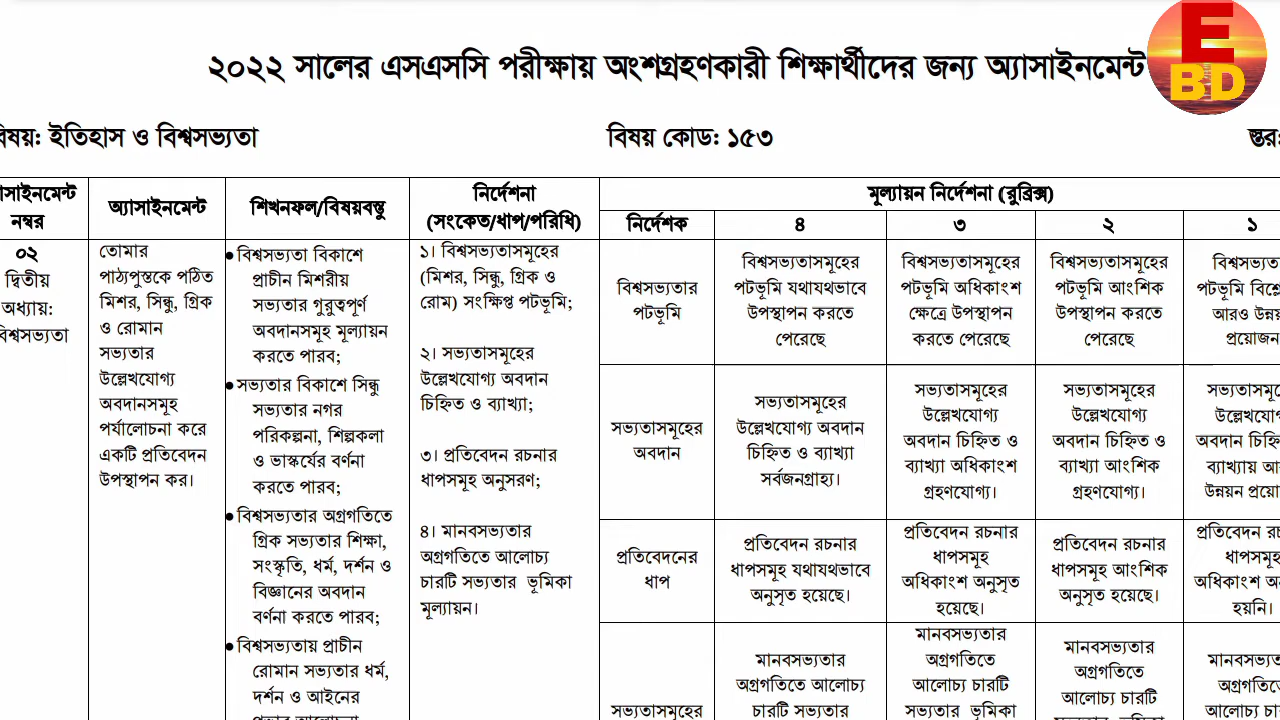 ২০২২ সালের এসএসসি পরীক্ষায় অংশগ্রহণকারী শিক্ষার্থীদের জন্য অ্যাসাইনমেন্ট
E
BD
বিষয়: ইতিহাস ও বিশ্বসভ্যতা
বিষয় কোড: ১৫৩
স্তর:
অ্যাসাইনমেন্ট
নম্বর
অ্যাসাইনমেন্ট
শিখনফল/বিষয়বস্তু
নির্দেশনা
(সংকেত/ধাপ/পরিধি)
মূল্যায়ন নির্দেশনা (রুব্রিক্স)
নির্দেশক
৪
৩
২
১
০২
দ্বিতীয়
অধ্যায়:
বিশ্বসভ্যতা
তোমার
পাঠ্যপুস্তকে পঠিত
মিশর, সিন্ধু, গ্রিক
ও রোমান
সভ্যতার
উল্লেখযোগ্য
অবদানসমূহ
পর্যালোচনা করে
একটি প্রতিবেদন
উপস্থাপন কর।
● বিশ্বসভ্যতা বিকাশে
প্রাচীন মিশরীয়
সভ্যতার গুরুত্বপূর্ণ
অবদানসমূহ মূল্যায়ন
করতে পারব;
● সভ্যতার বিকাশে সিন্ধু
সভ্যতার নগর
পরিকল্পনা, শিল্পকলা
ও ভাস্কর্যের বর্ণনা
করতে পারব;
● বিশ্বসভ্যতার অগ্রগতিতে
গ্রিক সভ্যতার শিক্ষা,
সংস্কৃতি, ধর্ম, দর্শন ও
বিজ্ঞানের অবদান
বর্ণনা করতে পারব;
● বিশ্বসভ্যতায় প্রাচীন
রোমান সভ্যতার ধর্ম,
দর্শন ও আইনের
১। বিশ্বসভ্যতাসমূহের
(মিশর, সিন্ধু, গ্রিক ও
রোম) সংক্ষিপ্ত পটভূমি;
২। সভ্যতাসমূহের
উল্লেখযোগ্য অবদান
চিহ্নিত ও ব্যাখ্যা;
৩। প্রতিবেদন রচনার
ধাপসমূহ অনুসরণ;
৪। মানবসভ্যতার
অগ্রগতিতে আলোচ্য
চারটি সভ্যতার ভূমিকা
মূল্যায়ন।
বিশ্বসভ্যতার
পটভূমি
বিশ্বসভ্যতাসমূহের
পটভূমি যথাযথভাবে
উপস্থাপন করতে
পেরেছে
বিশ্বসভ্যতাসমূহের
পটভূমি অধিকাংশ
ক্ষেত্রে উপস্থাপন
করতে পেরেছে
বিশ্বসভ্যতাসমূহের
পটভূমি আংশিক
উপস্থাপন করতে
পেরেছে
বিশ্বসভ্যতা
পটভূমি বিশ্লে
আরও উন্নয়
প্রয়োজন
সভ্যতাসমূহের
অবদান
সভ্যতাসমূহের
উল্লেখযোগ্য অবদান
চিহ্নিত ও ব্যাখ্যা
সর্বজনগ্রাহ্য।
সভ্যতাসমূহের
উল্লেখযোগ্য
অবদান চিহ্নিত ও
ব্যাখ্যা অধিকাংশ
গ্রহণযোগ্য।
সভ্যতাসমূহের
উল্লেখযোগ্য
অবদান চিহ্নিত ও
ব্যাখ্যা আংশিক
গ্রহণযোগ্য।
সভ্যতাসমূ
উল্লেখযো
অবদান চিহ্নি
ব্যাখ্যায় আর
উন্নয়ন প্রয়ো
প্রতিবেদনের
ধাপ
প্রতিবেদন রচনার
ধাপসমূহ যথাযথভাবে
অনুসৃত হয়েছে।
প্রতিবেদন রচনার
ধাপসমূহ
অধিকাংশ অনুসৃত
হয়েছে।
প্রতিবেদন রচনার
ধাপসমূহ আংশিক
অনুসৃত হয়েছে।
প্রতিবেদন রচ
ধাপসমূহ
অধিকাংশ অনু
হয়নি।
সভ্যতাসমূহের
মানবসভ্যতার
অগ্রগতিতে আলোচ্য
চারটি সভ্যতার
মানবসভ্যতার
অগ্রগতিতে
আলোচ্য চারটি
সভ্যতার ভূমিকা
মানবসভ্যতার
অগ্রগতিতে
আলোচ্য চারটি
মানবসভ্য
অগ্রগতি
আলোচ্য চা